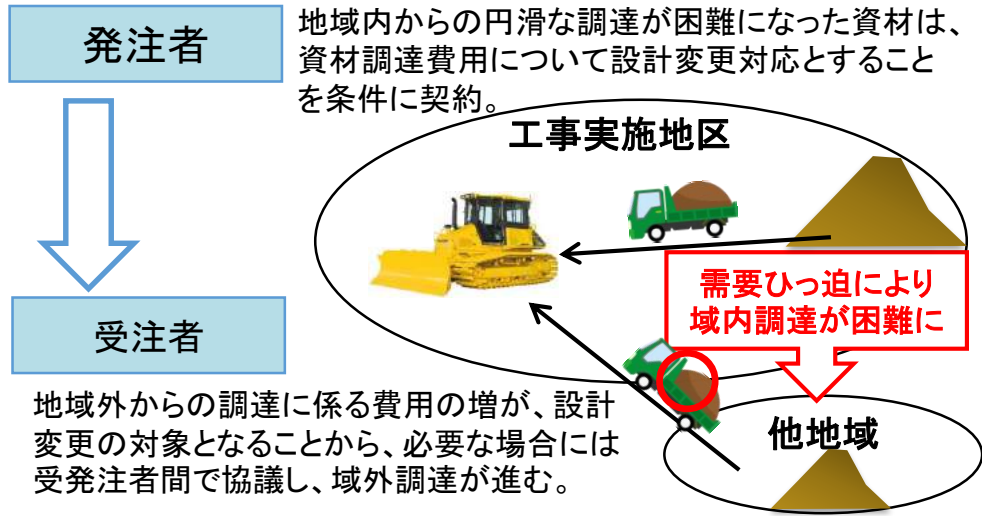 発注者
地域内からの円滑な調達が困難になった資材は、
資材調達費用について設計変更対応とすること
を条件に契約。
工事実施地区
需要ひっ迫により
域内調達が困難に
受注者
地域外からの調達に係る費用の増が、設計
変更の対象となることから、必要な場合には
受発注者間で協議し、域外調達が進む。
他地域